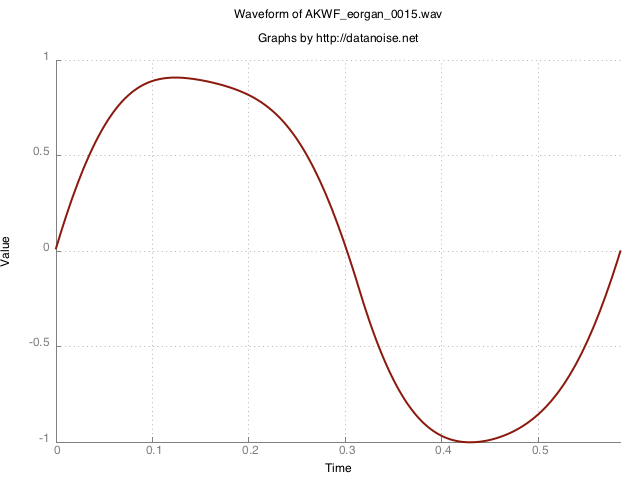 Waveform of AKWF_eorgan_0015.wav
Graphs by http://datanoise.net
1
0.5
0
-0.5
-1
Value
0 0.1 0.2 0.3 0.4 0.5
Time